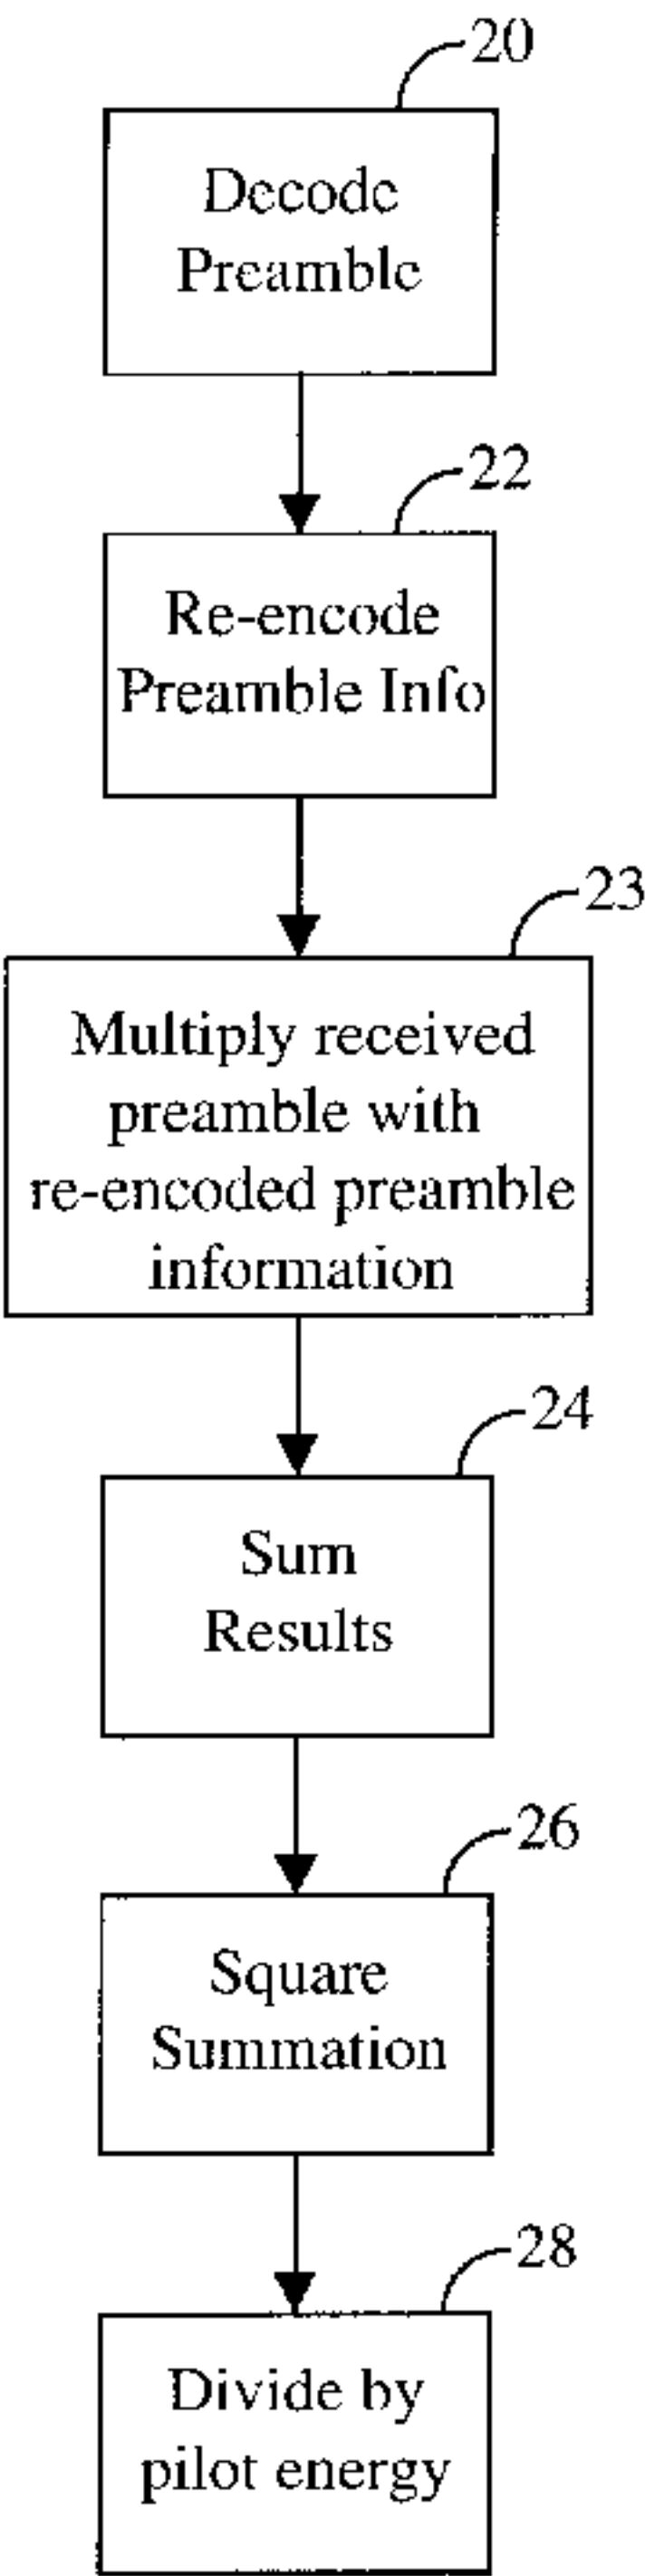 20
Decode
Preamble
22
Re-encode
Preamble Info
23
Multiply received
preamble with
re-encoded preamble
information
24
Sum
Results
26
Square
Summation
28
Divide by
pilot energy